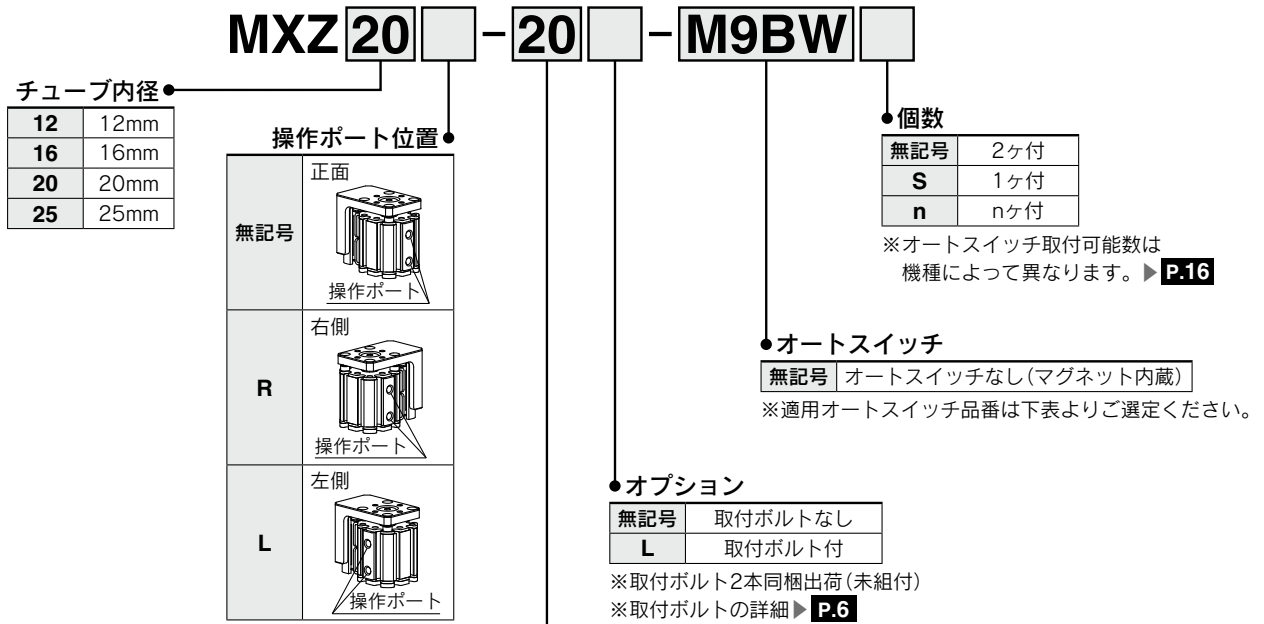 MXZ 20 - 20 - M9BW
チューブ内径
12 12mm
16 16mm
20 20mm
25 25mm
操作ポート位置
無記号
正面
操作ポート
R
右側
操作ポート
L
左側
操作ポート
個数
無記号 2ヶ付
S 1ヶ付
n nヶ付
※オートスイッチ取付可能数は
機種によって異なります。▶P.16
オートスイッチ
無記号 オートスイッチなし(マグネット内蔵)
※適用オートスイッチ品番は下表よりご選定ください。
オプション
無記号 取付ボルトなし
L 取付ボルト付
※取付ボルト2本同梱出荷(未組付)
※取付ボルトの詳細▶P.6